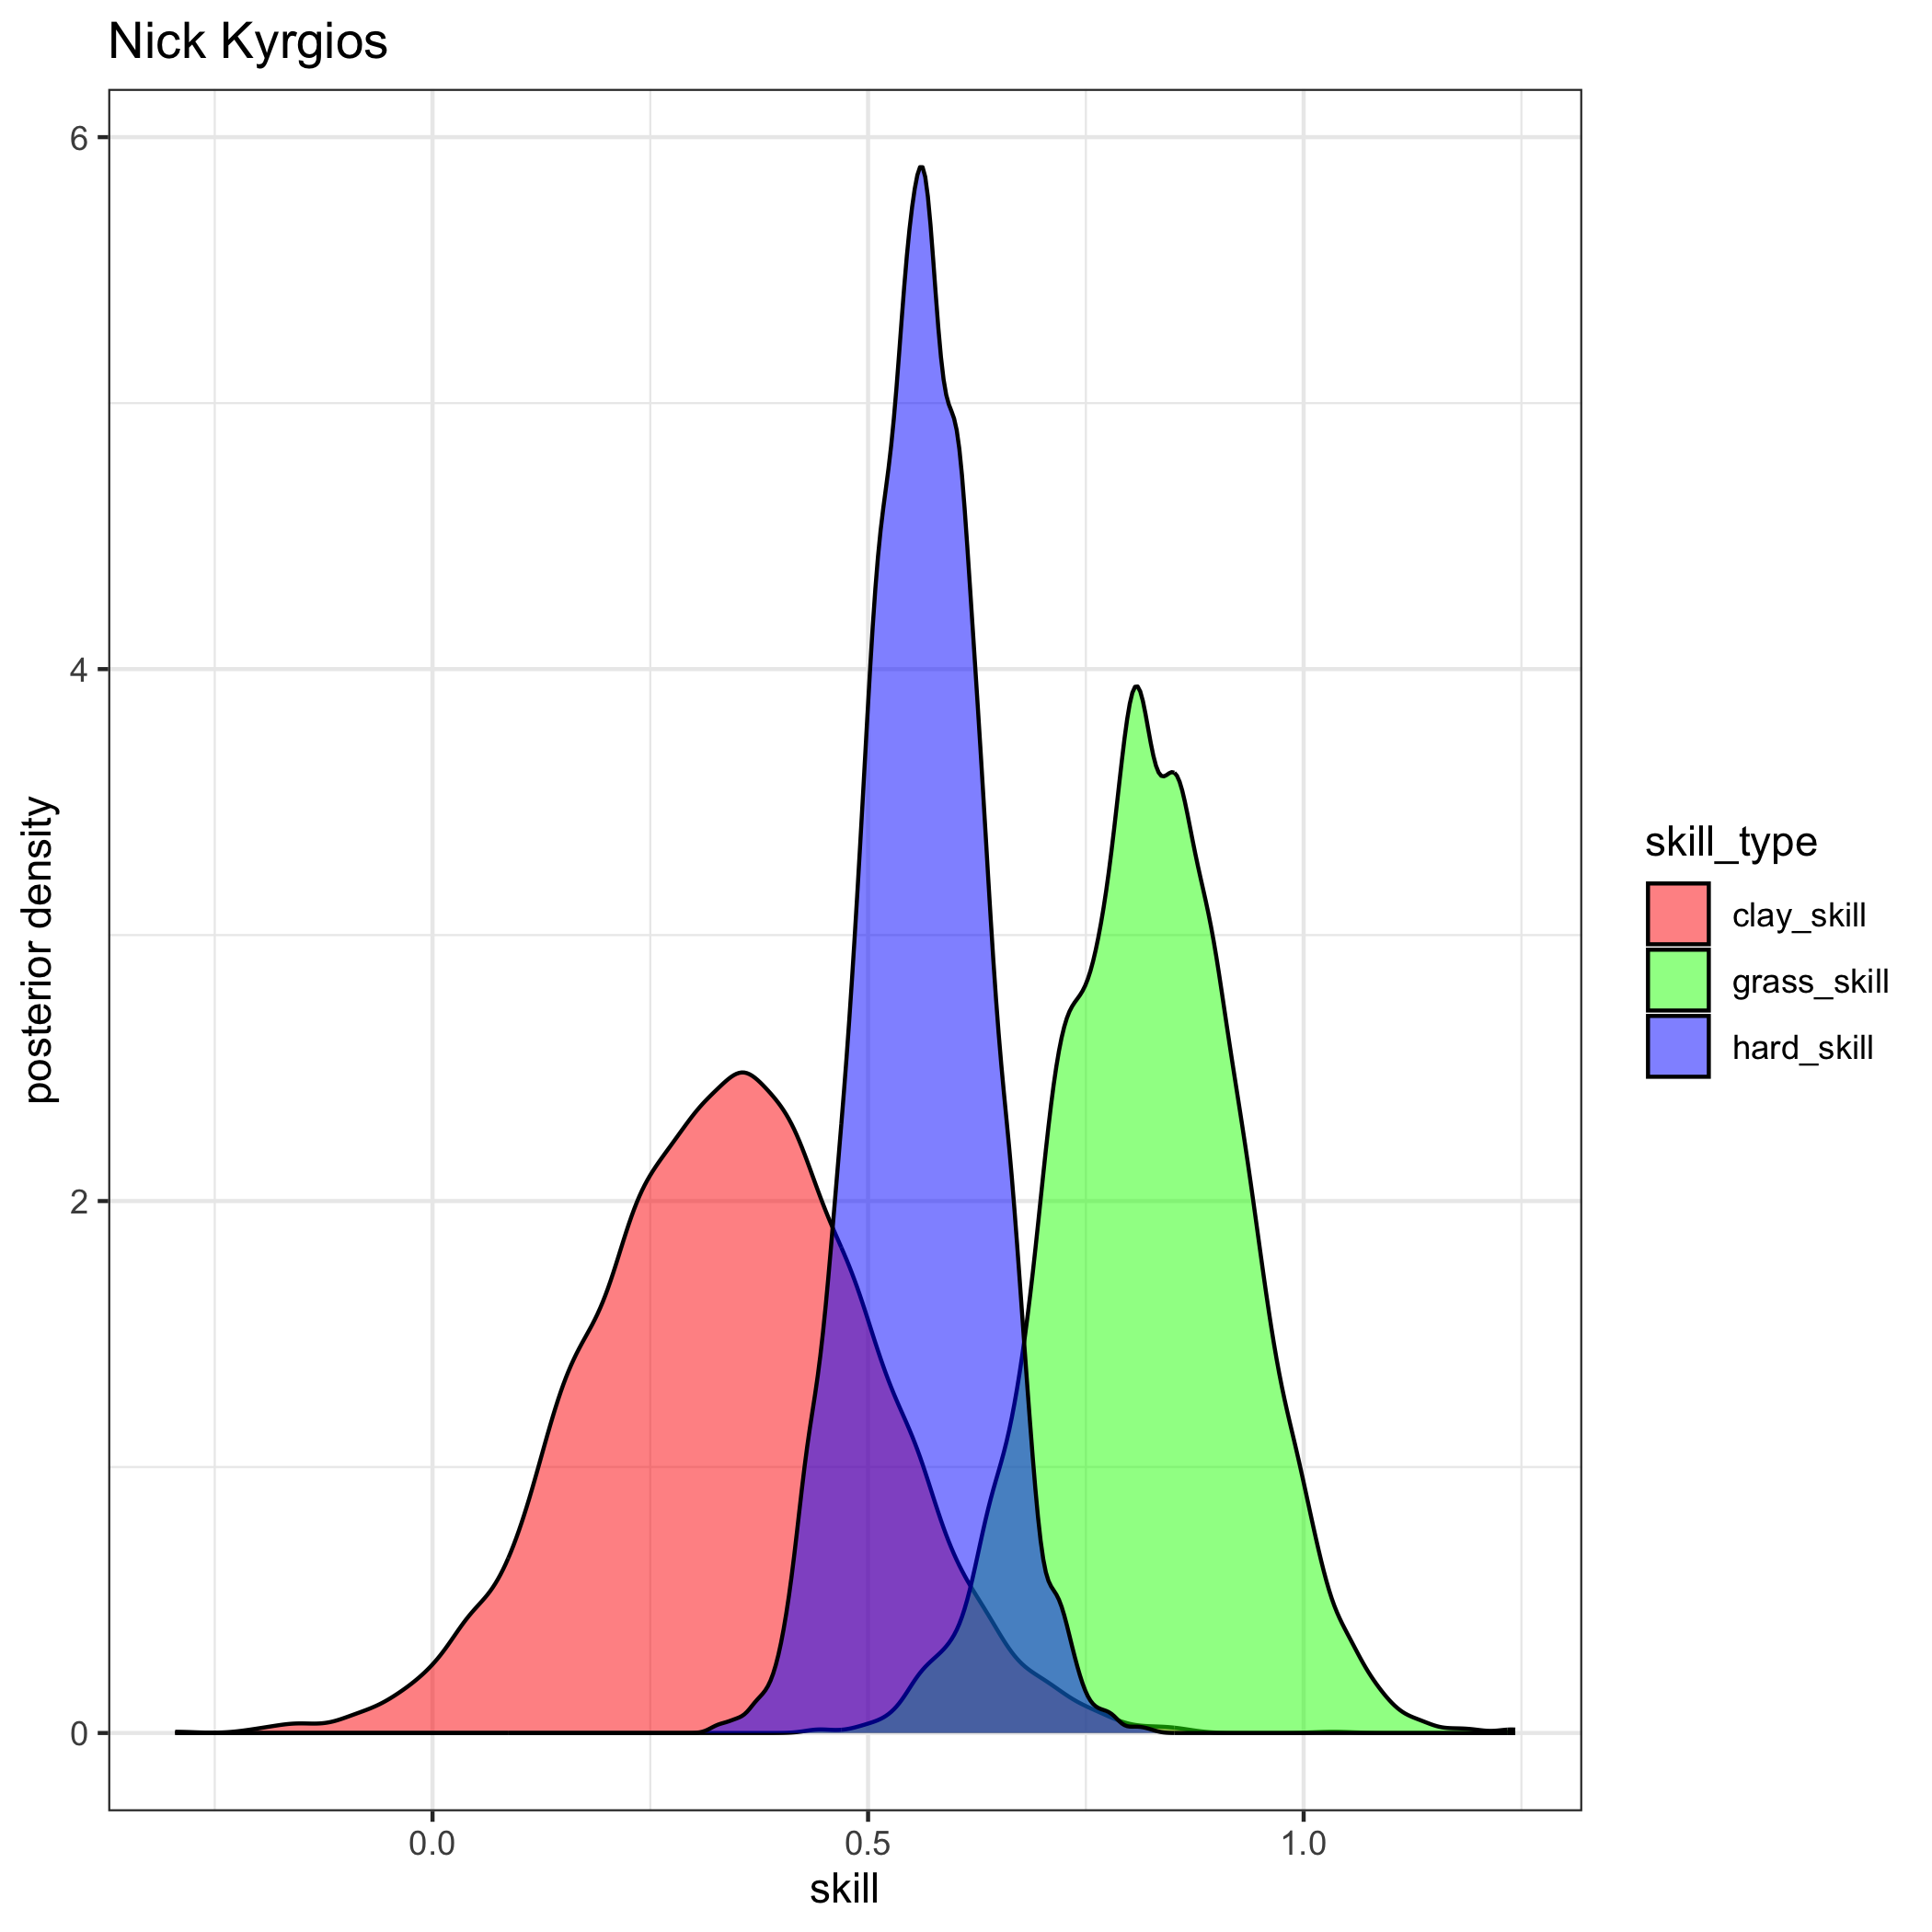 Nick Kyrgios
6
4
2
0
posterior density
0.0 0.5 1.0
skill
skill_type
clay_skill
grass_skill
hard_skill